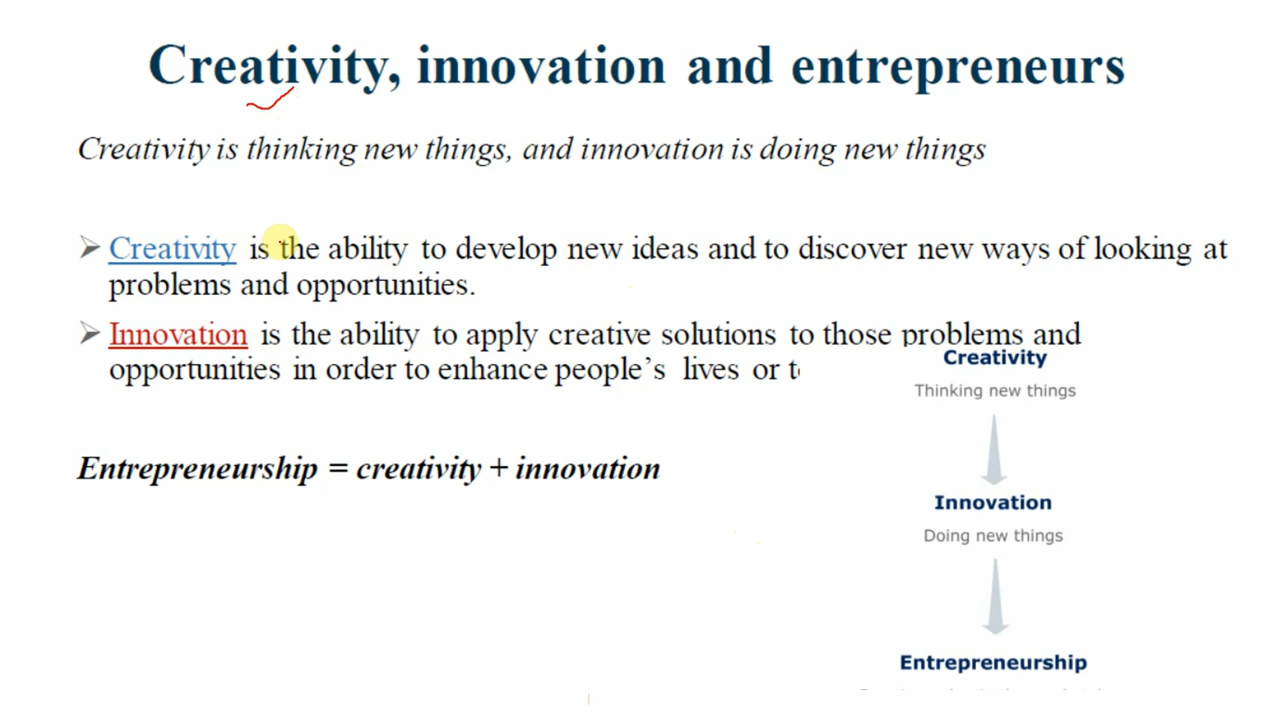 Creativity, innovation and entrepreneurs
Creativity is thinking new things, and innovation is doing new things
Creativity is the ability to develop new ideas and to discover new ways of looking at
problems and opportunities.
Innovation is the ability to apply creative solutions to those problems and
opportunities in order to enhance people’s lives or
Entrepreneurship = creativity + innovation
Creativity
Thinking new things
Innovation
Doing new things
Entrepreneurship